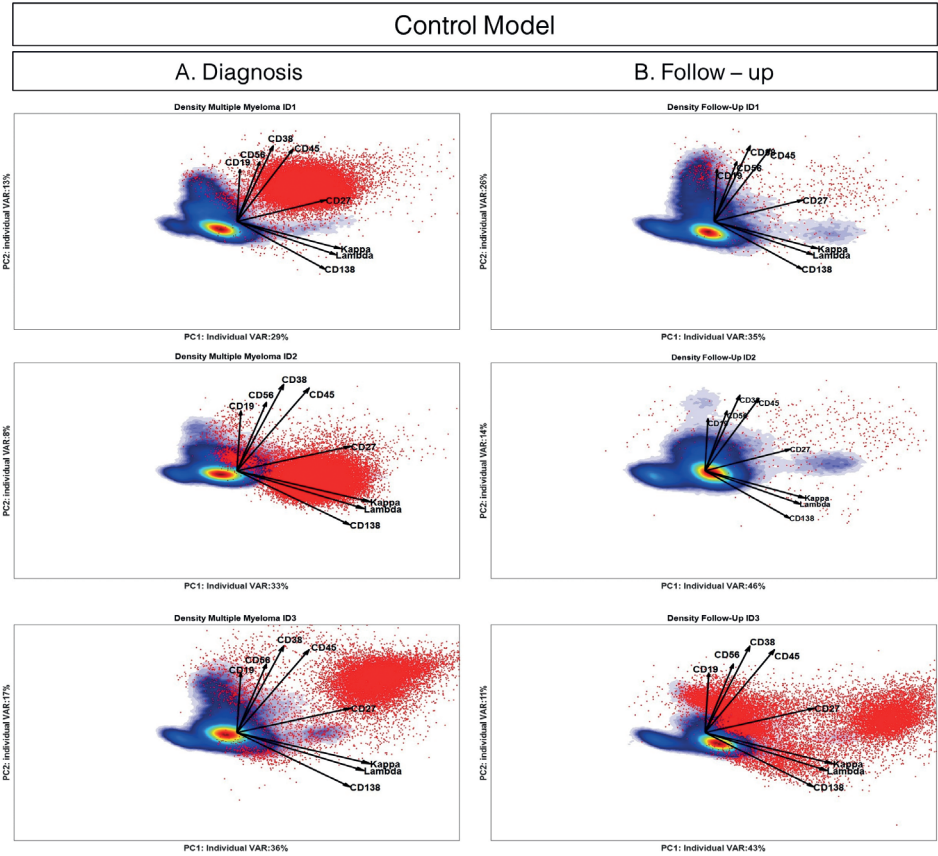 Control Model
A. Diagnosis
B. Follow – up
Density Multiple Myeloma ID1
PC2: individual VAR:13%
CD38
CD56
CD45
CD19
CD27
Kappa
Lambda
CD138
PC1: Individual VAR:29%
Density Follow-Up ID1
PC2: individual VAR:26%
CD38
CD45
CD56
CD19
CD27
Kappa
Lambda
CD138
PC1: Individual VAR:35%
Density Multiple Myeloma ID2
PC2: individual VAR:8%
CD38
CD56
CD45
CD19
CD27
Kappa
Lambda
CD138
PC1: Individual VAR:33%
Density Follow-Up ID2
PC2: individual VAR:14%
CD38
CD45
CD56
CD19
CD27
Kappa
Lambda
CD138
PC1: Individual VAR:46%
Density Multiple Myeloma ID3
PC2: individual VAR:17%
CD38
CD45
CD56
CD19
CD27
Kappa
Lambda
CD138
PC1: Individual VAR:36%
Density Follow-Up ID3
PC2: individual VAR:11%
CD38
CD56
CD45
CD19
CD27
Kappa
Lambda
CD138
PC1: Individual VAR:43%